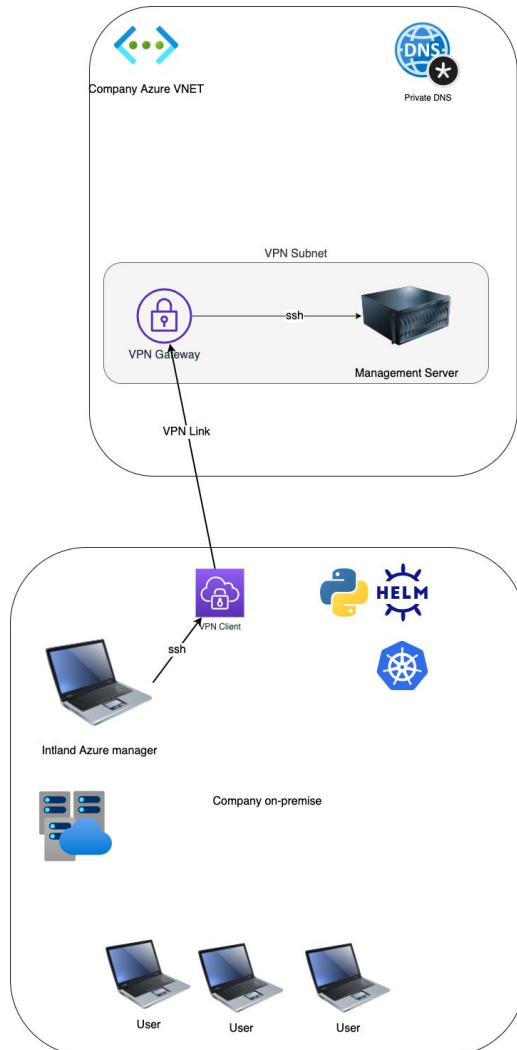 DNS
Company Azure VNET
Private DNS
VPN Subnet
ssh
VPN Gateway
Management Server
VPN Link
HELM
VPN Client
ssh
Intland Azure manager
Company on-premise
User
User
User